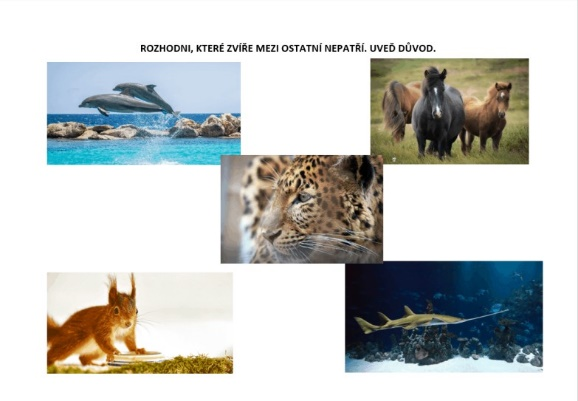 ROZHODNI, KTERÉ ZVÍŘE MEZI OSTATNÍ NEPATŘÍ. UVEĎ DŮVOD.